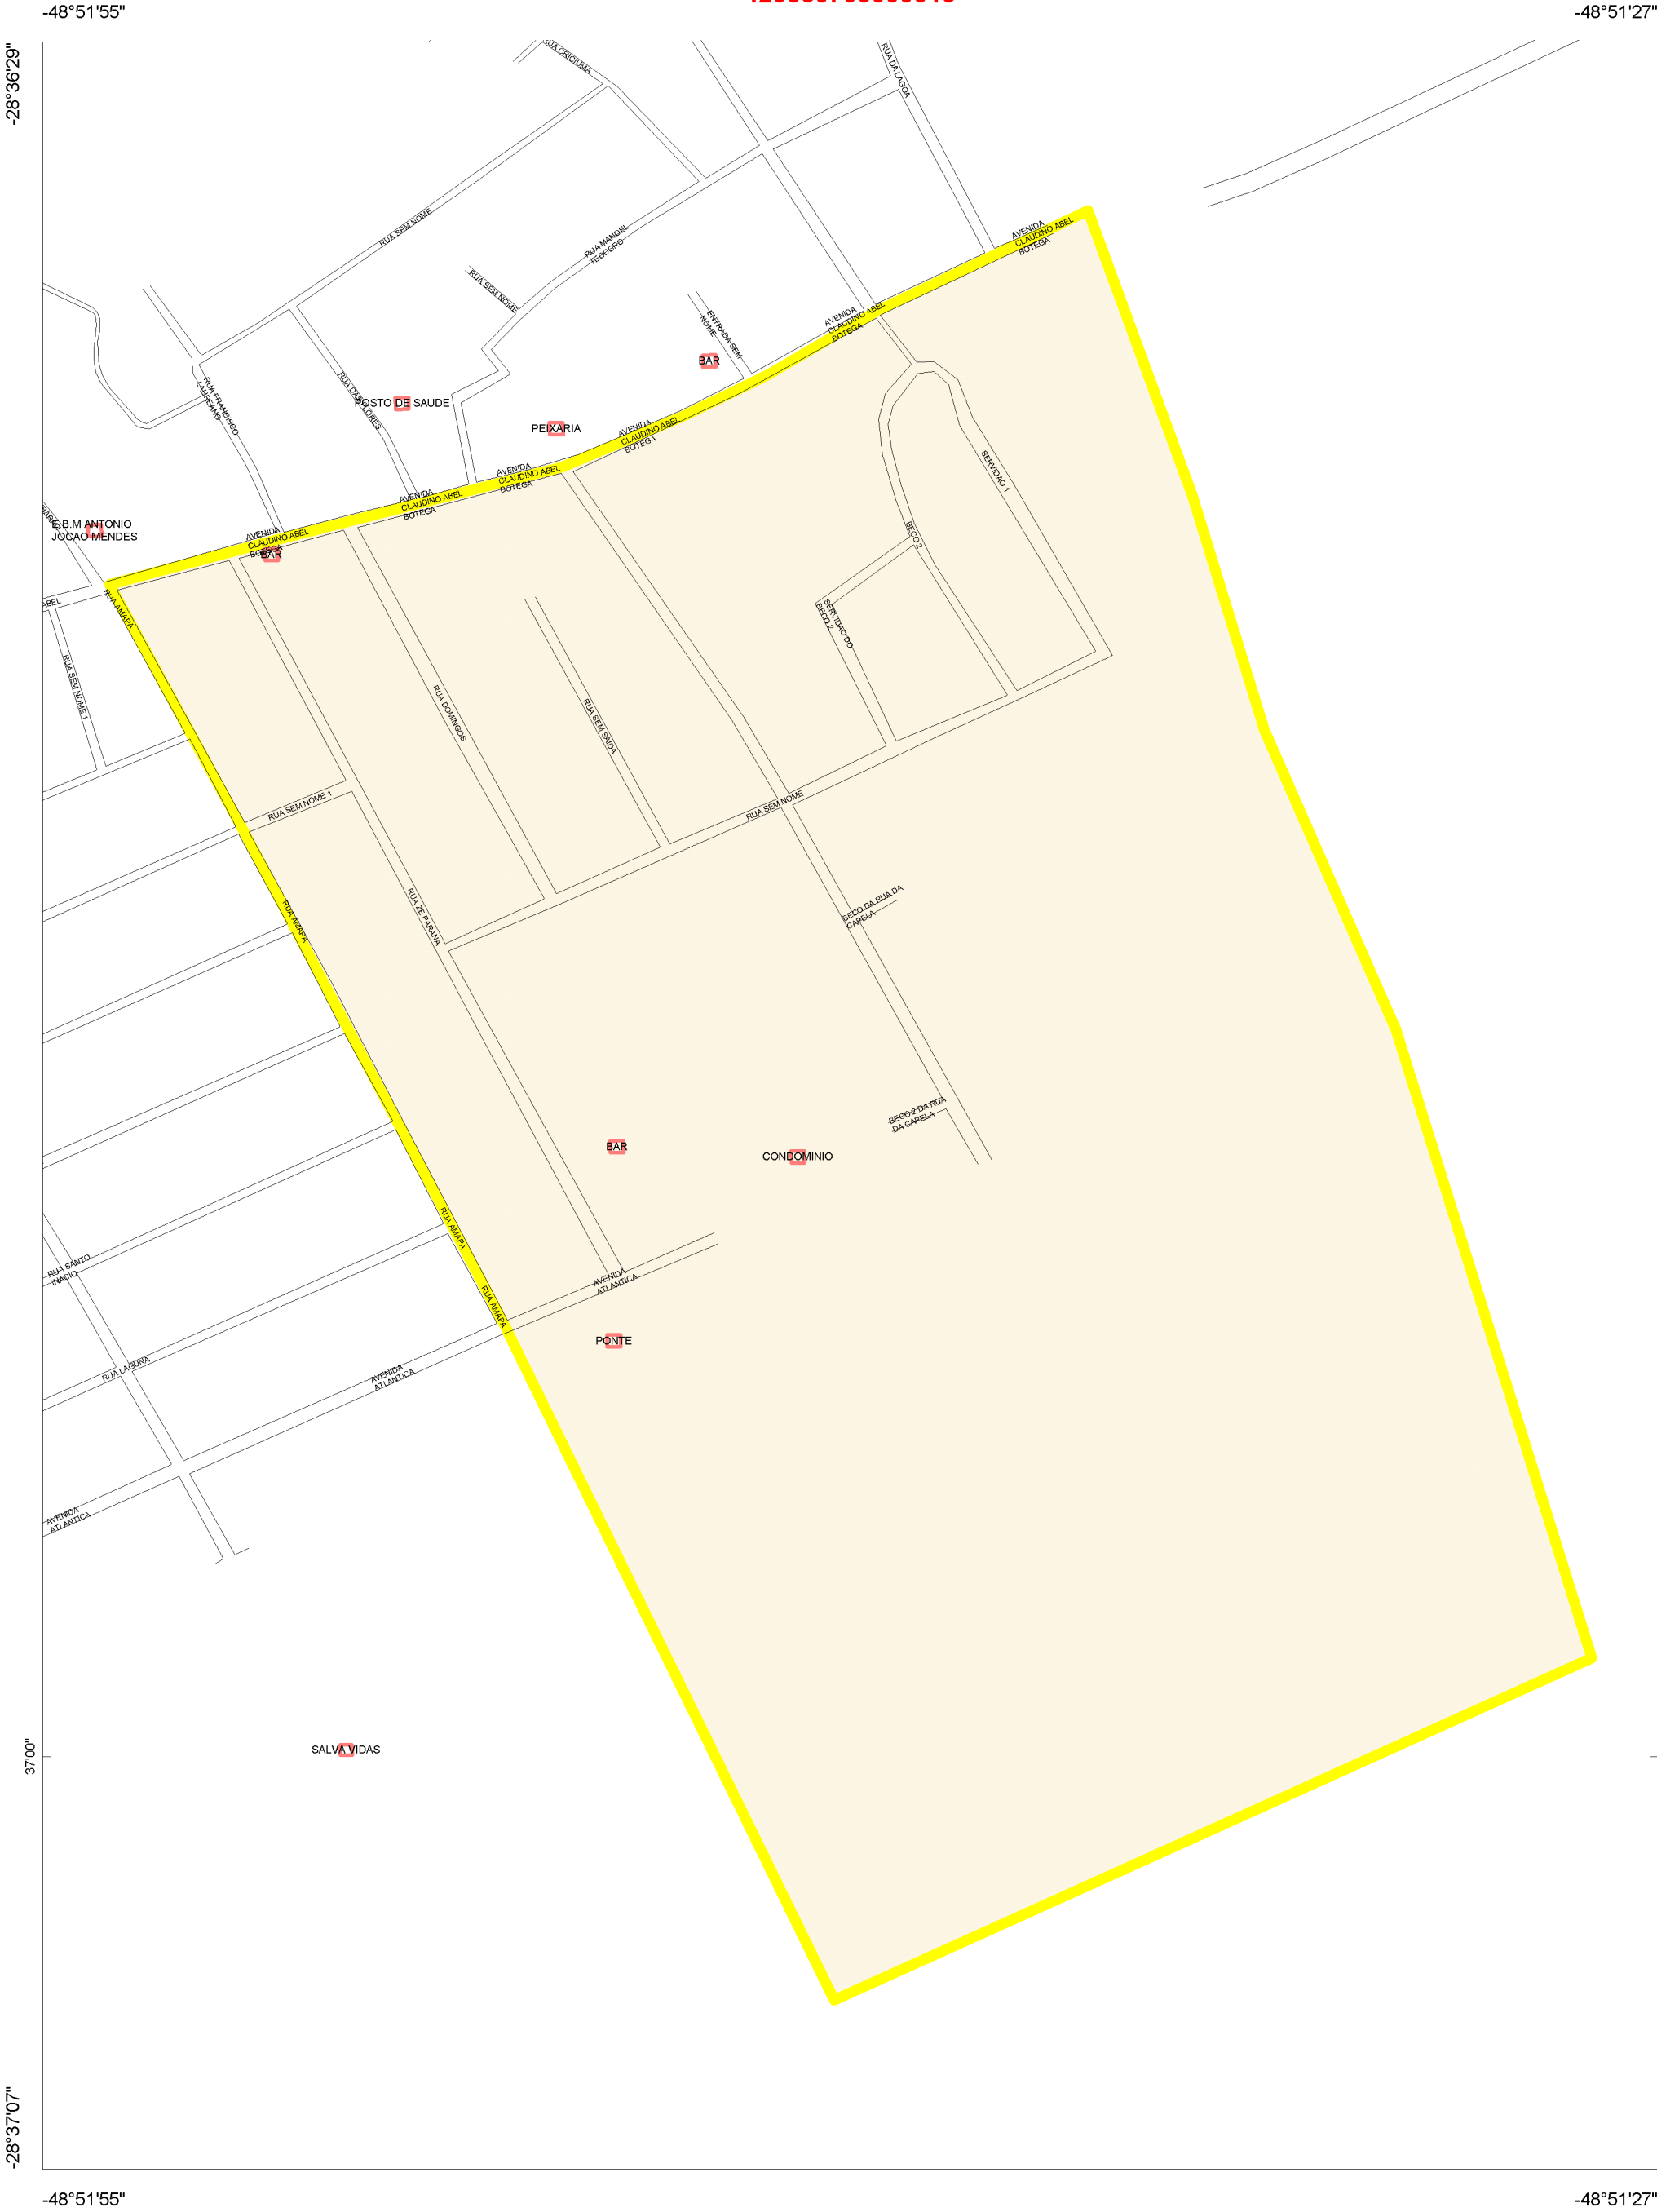 -48°51'55"
-48°51'27"
-28°36'29"
RUA CRICIUMA
RUA DA LAGOA
RUA SEM NOME
RUA MANOEL
TEODORO
AVENIDA
CLAUDINO ABEL
BOTEGA
RUA SEM NOME
ENTRADA SEM
NOME
AVENIDA
CLAUDINO ABEL
BOTEGA
BAR
RUA FRANCISCO
LAUREANO
RUA DAS FLORES
POSTO DE SAUDE
PEIXARIA
AVENIDA
CLAUDINO ABEL
BOTEGA
AVENIDA
CLAUDINO ABEL
BOTEGA
SERVIDAO 1
AVENIDA
CLAUDINO ABEL
BOTEGA
E.B.M ANTONIO
JOCAO MENDES
AVENIDA
CLAUDINO ABEL
BOTEGA
BAR
BECO 2
ABEL
RUA AMAPA
SERVIDAO DO
BECO 2
RUA SEM NOME 1
RUA DOMINGOS
RUA SEM SAIDA
RUA SEM NOME 1
RUA SEM NOME
RUA AMAPA
RUA ZE PARANA
BECO DA RUA DA
CAPELA
BECO 2 DA RUA
DA CAPELA
BAR
CONDOMINIO
RUA AMAPA
RUA SANTO
INACIO
AVENIDA
ATLANTICA
RUA AMAPA
PONTE
RUA LAGUNA
AVENIDA
ATLANTICA
AVENIDA
ATLANTICA
SALVA VIDAS
37'00"
-28°37'07"
-48°51'55"
-48°51'27"